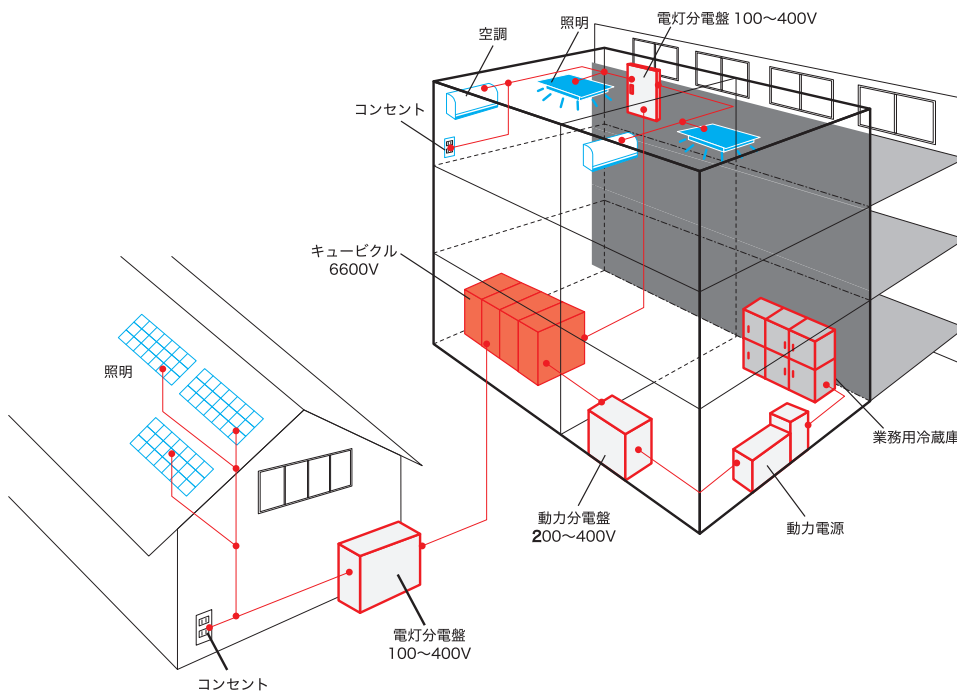 電灯分電盤 100〜400V
照明
空調
コンセント
キュービクル
6600V
照明
業務用冷蔵庫
動力電源
動力分電盤
200〜400V
電灯分電盤
100〜400V
コンセント